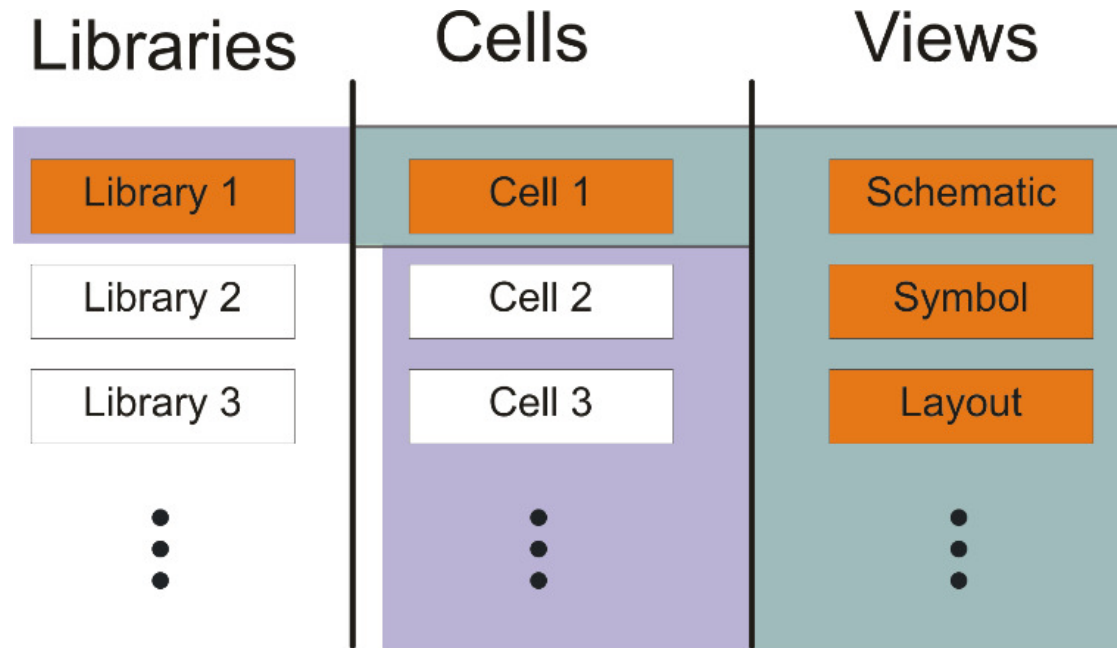 Libraries Cells Views
Library 1 Cell 1 Schematic
Library 2 Cell 2 Symbol
Library 3 Cell 3 Layout